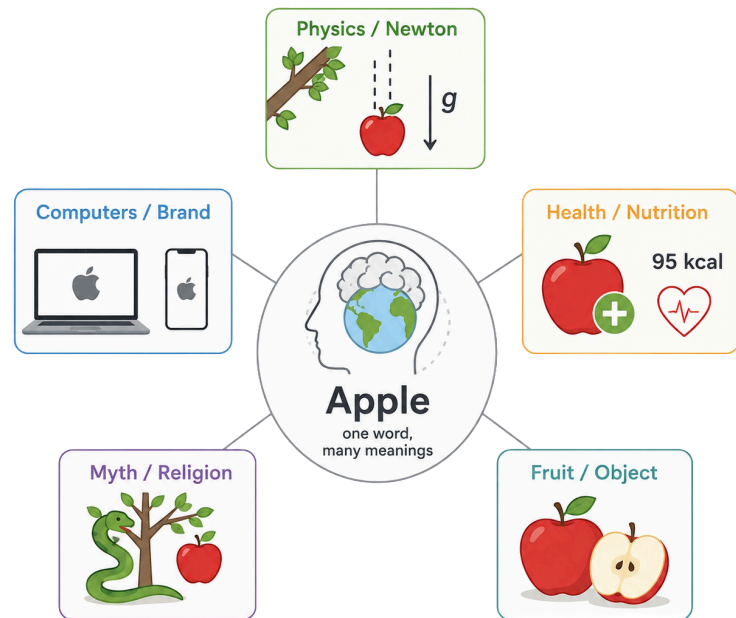 Physics / Newton
g
Computers / Brand
Health / Nutrition
95 kcal
Apple
one word,
many meanings
Myth / Religion
Fruit / Object